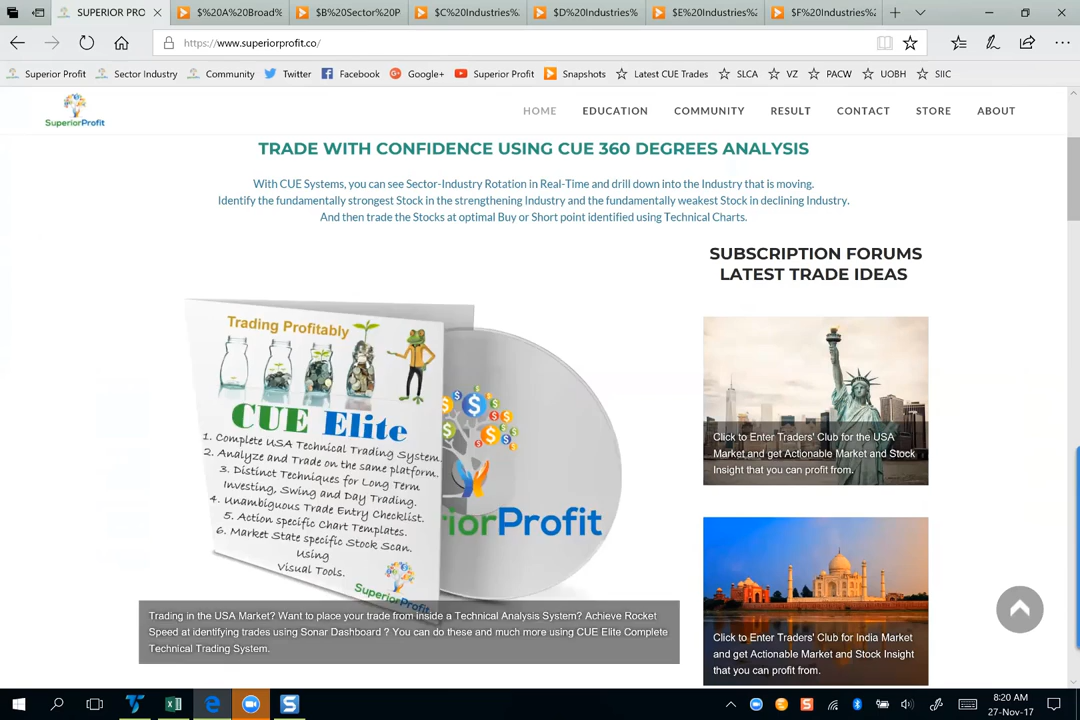 SUPERIOR PRO
$%20A%20Broad%
$%20B%20Sector%20P
$%20C%20Industries%
$%20D%20Industries%
$%20E%20Industries%2
$%20F%20Industries%2
https://www.superiorprofit.co/
Superior Profit
Sector Industry
Community
Twitter
Facebook
Google+
Superior Profit
Snapshots
Latest CUE Trades
SLCA
VZ
PACW
UOBH
SIIC
SuperiorProfit
HOME
EDUCATION
COMMUNITY
RESULT
CONTACT
STORE
ABOUT
TRADE WITH CONFIDENCE USING CUE 360 DEGREES ANALYSIS
With CUE Systems, you can see Sector-Industry Rotation in Real-Time and drill down into the Industry that is moving.
Identify the fundamentally strongest Stock in the strengthening Industry and the fundamentally weakest Stock in declining Industry.
And then trade the Stocks at optimal Buy or Short point identified using Technical Charts.
SUBSCRIPTION FORUMS
LATEST TRADE IDEAS
Trading Profitably
CUE Elite
1. Complete USA Technical Trading System.
2. Analyze and Trade on the same platform.
3. Distinct Techniques for Long Term
Investing, Swing and Day Trading.
4. Unambiguous Trade Entry Checklist.
5. Action specific Chart Templates.
6. Market State specific Stock Scan.
Using
Visual Tools.
SuperiorProfit
iorProfit
Trading in the USA Market? Want to place your trade from inside a Technical Analysis System? Achieve Rocket
Speed at identifying trades using Sonar Dashboard ? You can do these and much more using CUE Elite Complete
Technical Trading System.
Click to Enter Traders' Club for the USA
Market and get Actionable Market and Stock
Insight that you can profit from.
Click to Enter Traders' Club for India Market
and get Actionable Market and Stock Insight
that you can profit from.
8:20 AM
27-Nov-17